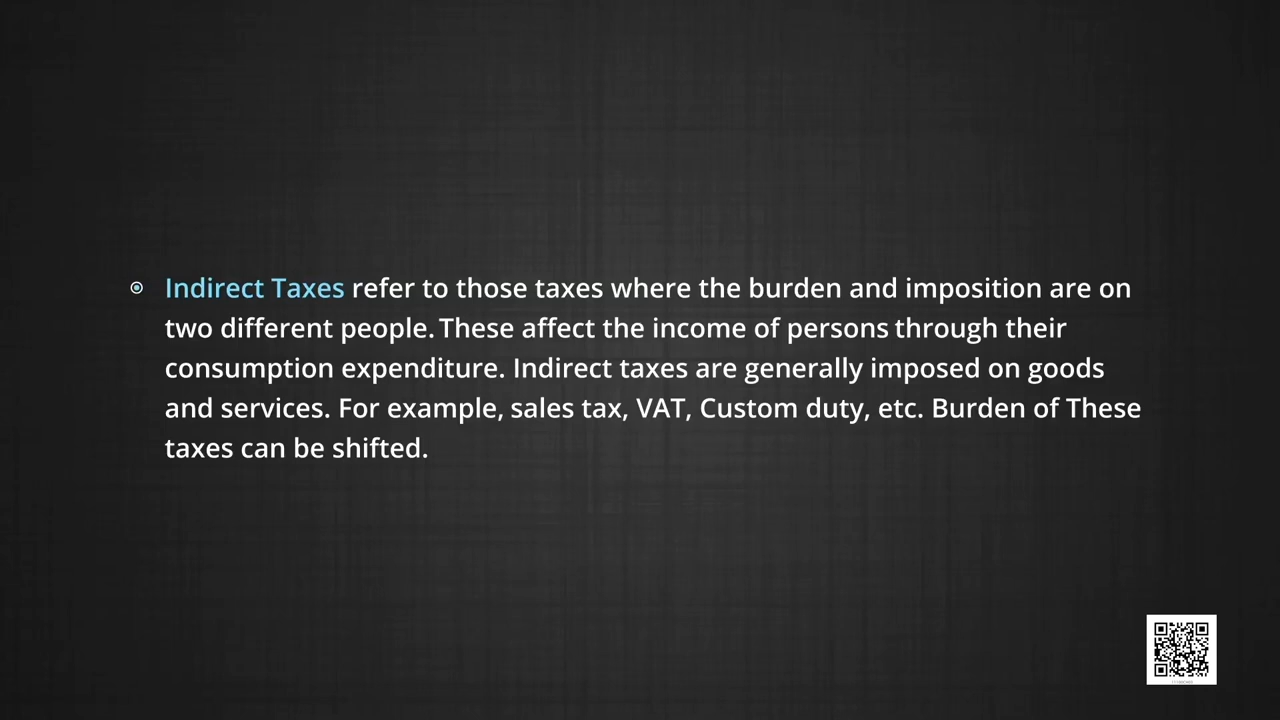 Indirect Taxes refer to those taxes where the burden and imposition are on
two different people. These affect the income of persons through their
consumption expenditure. Indirect taxes are generally imposed on goods
and services. For example, sales tax, VAT, Custom duty, etc. Burden of These
taxes can be shifted.